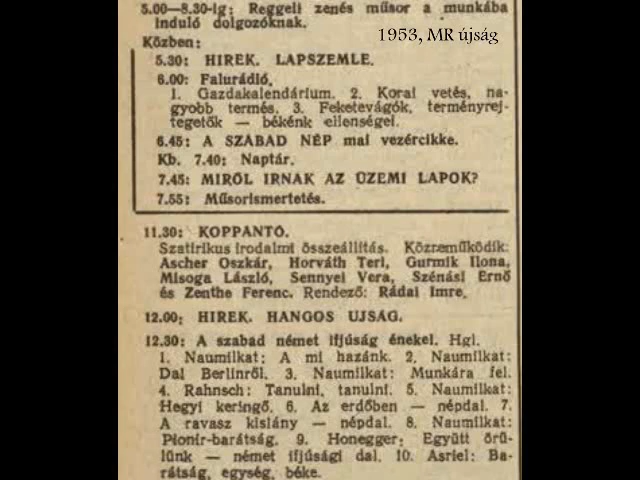 5.00—8.30-ig: Reggeli zenés műsor a munkába
induló dolgozóknak.
1953, MR újság
Közben:
5.30: HIREK. LAPSZEMLE.
6.00: Falurádió.
1. Gazdakalendárium. 2. Korai vetés, na-
gyobb termés. 3. Feketevágók, terményrej-
tegetők — békénk ellenségei.
6.45: A SZABAD NÉP mai vezércikke.
Kb. 7.40: Naptár.
7.45: MIRŐL IRNAK AZ ÜZEMI LAPOK?
7.55: Műsorismertetés.
11.30: KOPPANTÓ.
Szatirikus irodalmi összeállítás. Közreműködik:
Ascher Oszkár, Horváth Teri, Gurmik Ilona,
Misoga László, Sennyei Vera, Szénási Ernő
és Zenthe Ferenc. Rendező: Rádai Imre.
12.00: HIREK. HANGOS UJSÁG.
12.30: A szabad német ifjúság énekel. Hgl.
1. Naumilkat: A mi hazánk. 2. Naumilkat:
Dal Berlinről. 3. Naumilkat: Munkára fel.
4. Rahnsch: Tanulni, tanulni. 5. Naumilkat:
Hegyi keringő. 6. Az erdőben — népdal. 7.
A ravasz kislány — népdal. 8. Naumilkat:
Pionir-barátság. 9. Honegger: Együtt örü-
lünk — német ifjusági dal. 10. Asriel: Ba-
rátság, egység, béke.